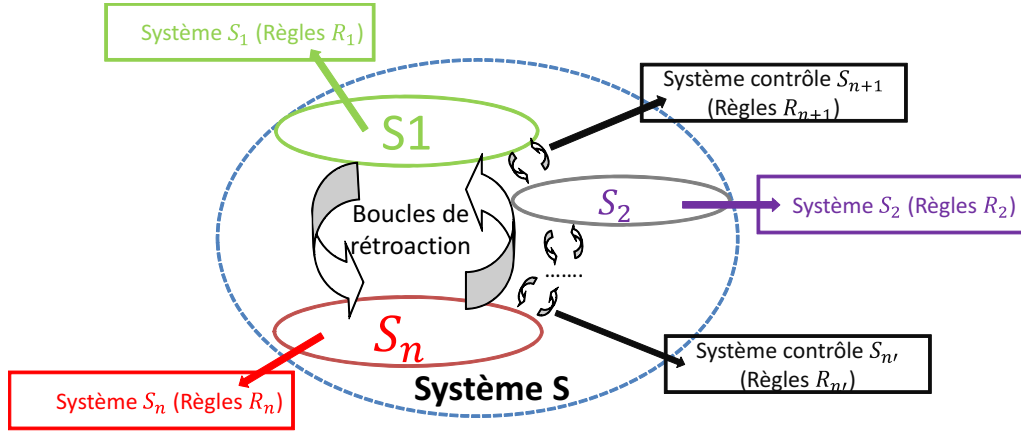 Système S₁ (Règles R₁)
Système contrôle Sₙ₊₁
(Règles Rₙ₊₁)
S1
S₂
Système S₂ (Règles R₂)
Boucles de
rétroaction
.......
Sₙ
Système contrôle Sₙ′
(Règles Rₙ′)
Système S
Système Sₙ (Règles Rₙ)